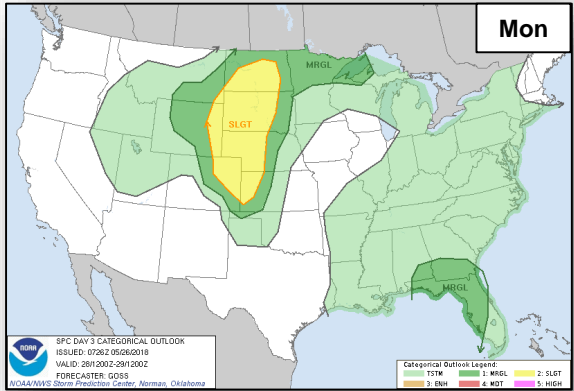 Mon
MRGL
SLGT
MRGL
NOAA
SPC DAY 3 CATEGORICAL OUTLOOK
ISSUED: 0726Z 05/26/2018
VALID: 28/1200Z-29/1200Z
FORECASTER: GOSS
NOAA/NWS Storm Prediction Center, Norman, Oklahoma
Categorical Outlook Legend:
TSTM 1: MRGL 2: SLGT
3: ENH 4: MDT 5: HIGH